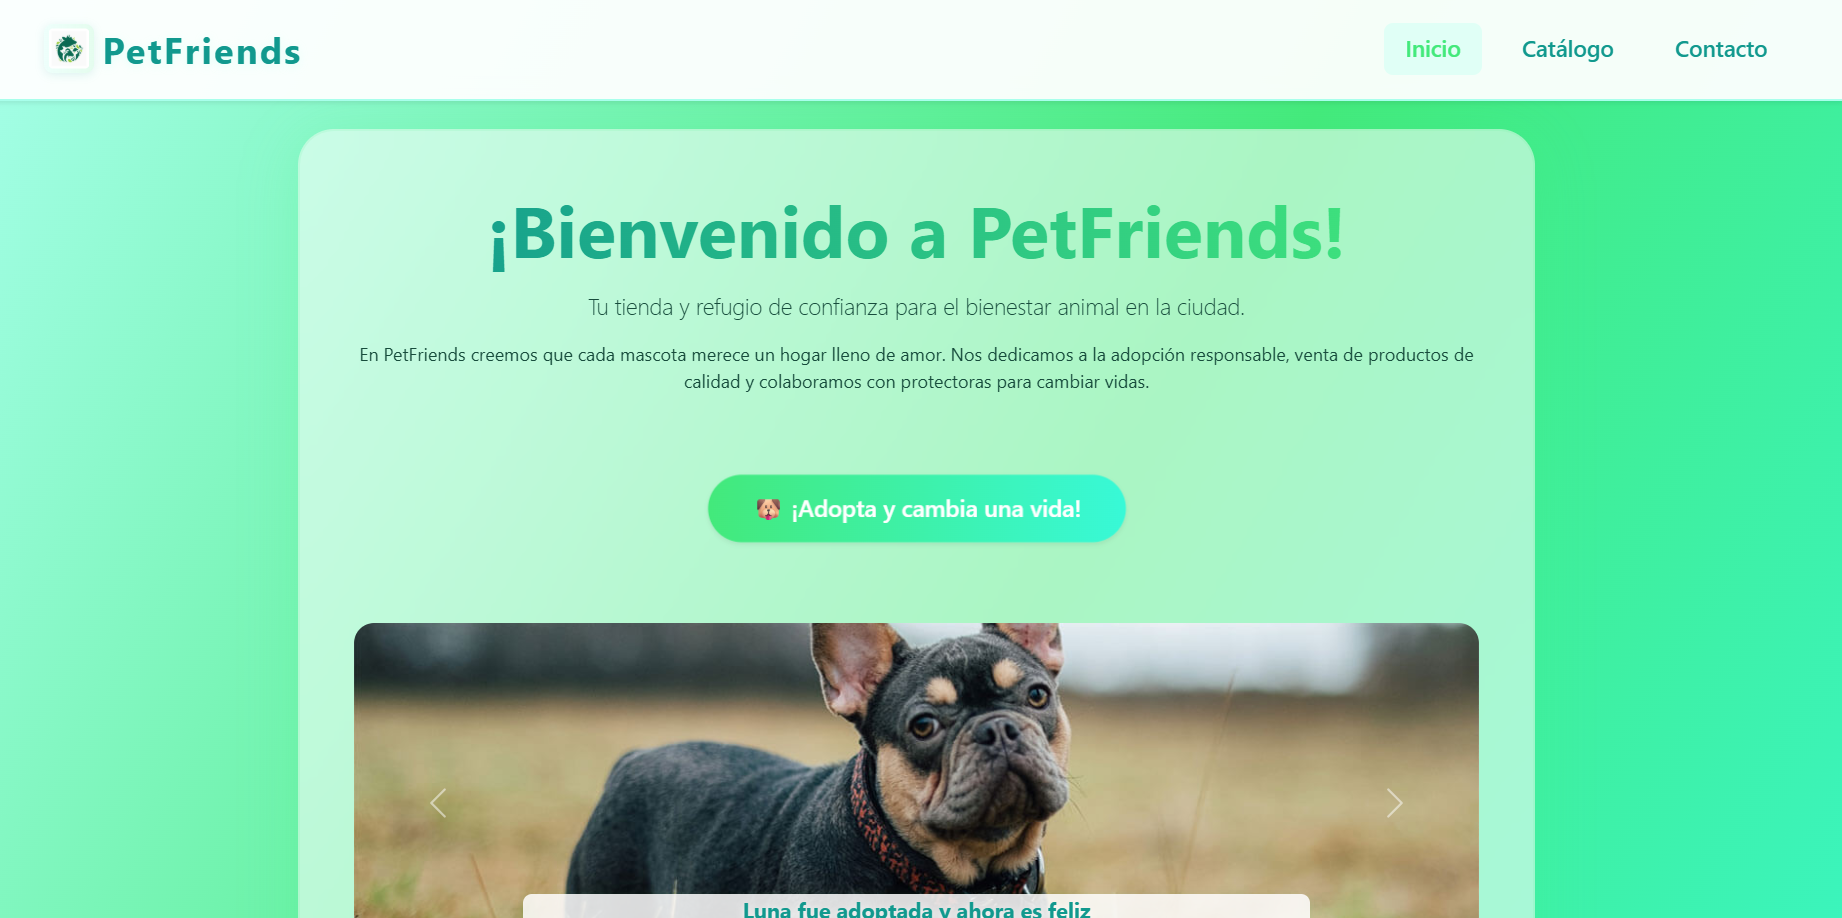 PetFriends
Inicio
Catálogo
Contacto
¡Bienvenido a PetFriends!
Tu tienda y refugio de confianza para el bienestar animal en la ciudad.
En PetFriends creemos que cada mascota merece un hogar lleno de amor. Nos dedicamos a la adopción responsable, venta de productos de
calidad y colaboramos con protectoras para cambiar vidas.
🐶 ¡Adopta y cambia una vida!
Luna fue adoptada y ahora es feliz